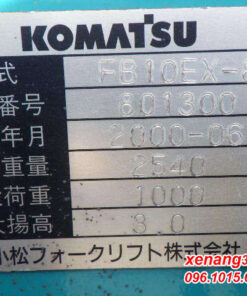 KOMATSU
式 FB10EX-
番号 801300
年月 2000-06
重量 2540
荷重 1000
揚高 3.0
小松フォークリフト株式会
xenang3
096.1015.0